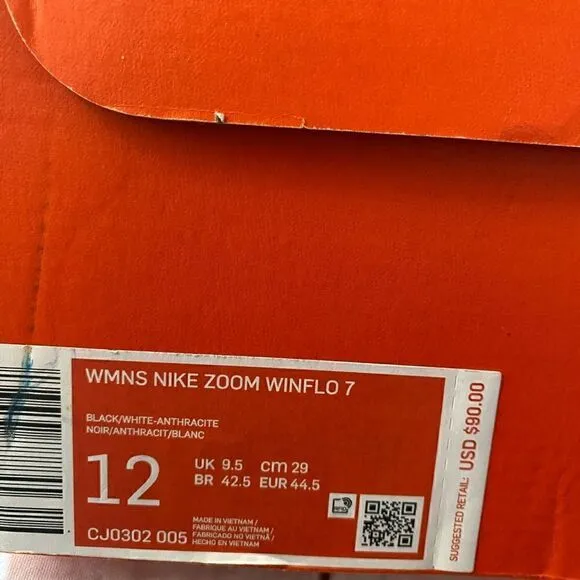 WMNS NIKE ZOOM WINFLO 7
BLACK/WHITE-ANTHRACITE
NOIR/ANTHRACIT/BLANC
12
UK 9.5 cm 29
BR 42.5 EUR 44.5
CJ0302 005
MADE IN VIETNAM /
FABRIQUE AU VIETNAM /
FABRICADO NO VIETNÃ /
HECHO EN VIETNAM
SUGGESTED RETAIL: USD $90.00